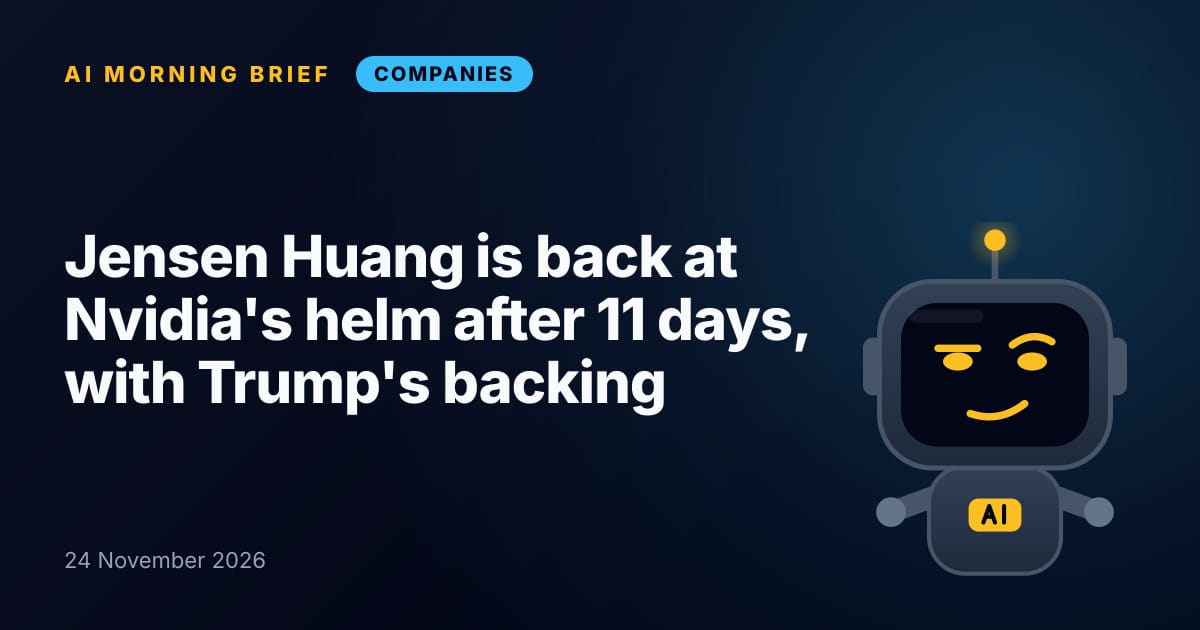 AI MORNING BRIEF
COMPANIES
Jensen Huang is back at
Nvidia's helm after 11 days,
with Trump's backing
AI
24 November 2026